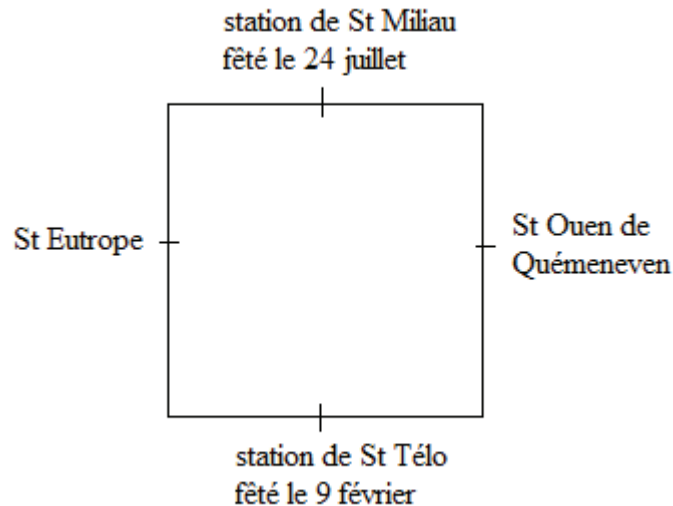 station de St Miliau
fêté le 24 juillet
St Eutrope
St Ouen de
Quémeneven
station de St Télo
fêté le 9 février